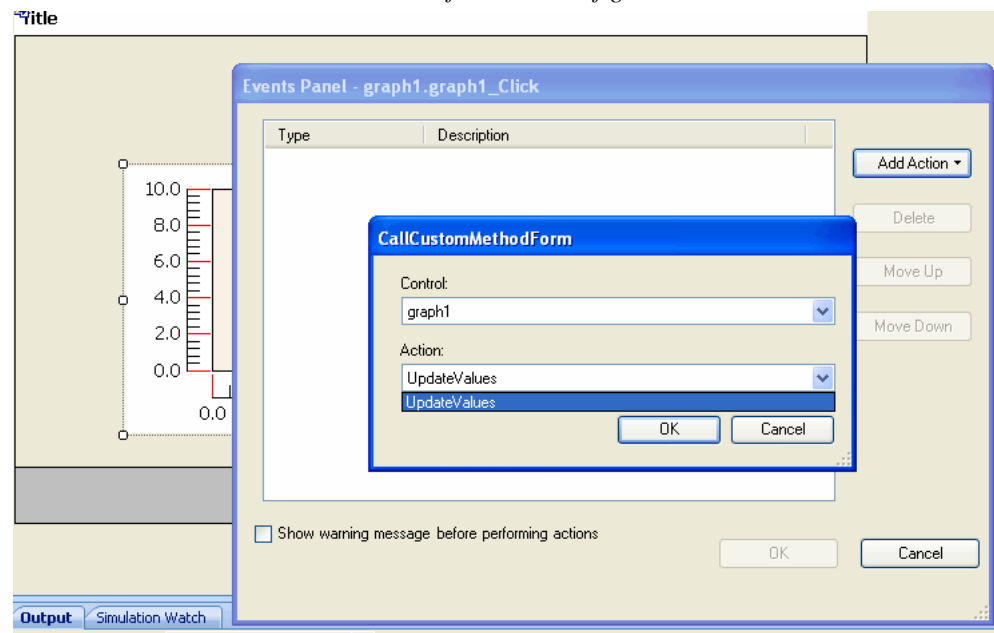 Title
Events Panel - graph1.graph1_Click
Type Description
Add Action
Delete
Move Up
Move Down
CallCustomMethodForm
Control:
graph1
Action:
UpdateValues
UpdateValues
OK Cancel
10.0
8.0
6.0
4.0
2.0
0.0
0.0
Show warning message before performing actions
OK Cancel
Output Simulation Watch